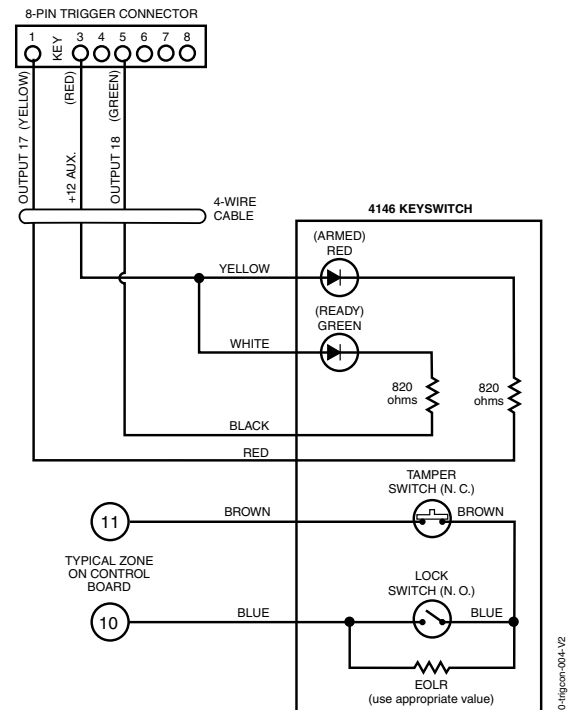 8-PIN TRIGGER CONNECTOR
1 KEY 3 4 5 6 7 8
OUTPUT 17 (YELLOW)
+12 AUX. (RED)
OUTPUT 18 (GREEN)
4-WIRE
CABLE
4146 KEYSWITCH
(ARMED)
RED
YELLOW
(READY)
GREEN
WHITE
820
ohms
820
ohms
BLACK
RED
TAMPER
SWITCH (N. C.)
11
BROWN
BROWN
TYPICAL ZONE
ON CONTROL
BOARD
LOCK
SWITCH (N. O.)
10
BLUE
BLUE
EOLR
(use appropriate value)
0-trigcon-004-V2